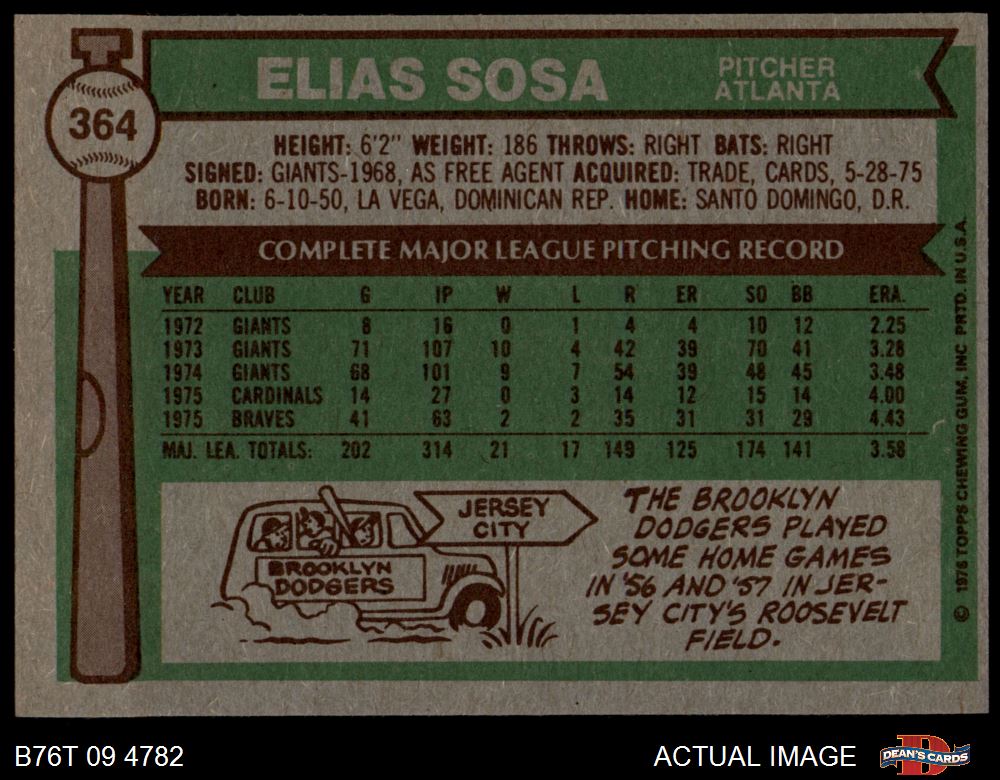 364
ELIAS SOSA
PITCHER
ATLANTA
HEIGHT: 6'2" WEIGHT: 186 THROWS: RIGHT BATS: RIGHT
SIGNED: GIANTS-1968, AS FREE AGENT ACQUIRED: TRADE, CARDS, 5-28-75
BORN: 6-10-50, LA VEGA, DOMINICAN REP. HOME: SANTO DOMINGO, D.R.
COMPLETE MAJOR LEAGUE PITCHING RECORD
YEAR CLUB G IP W L R ER SO BB ERA.
1972 GIANTS 8 16 0 1 4 4 10 12 2.25
1973 GIANTS 71 107 10 4 42 39 70 41 3.28
1974 GIANTS 68 101 9 7 54 39 48 45 3.48
1975 CARDINALS 14 27 0 3 14 12 15 14 4.00
1975 BRAVES 41 63 2 2 35 31 31 29 4.43
MAJ. LEA. TOTALS: 202 314 21 17 149 125 174 141 3.58
JERSEY
CITY
BROOKLYN
DODGERS
THE BROOKLYN
DODGERS PLAYED
SOME HOME GAMES
IN '56 AND '57 IN JER-
SEY CITY'S ROOSEVELT
FIELD.
© 1976 TOPPS CHEWING GUM, INC PRTD. IN U.S.A.
B76T 09 4782
ACTUAL IMAGE
D
DEAN'S CARDS